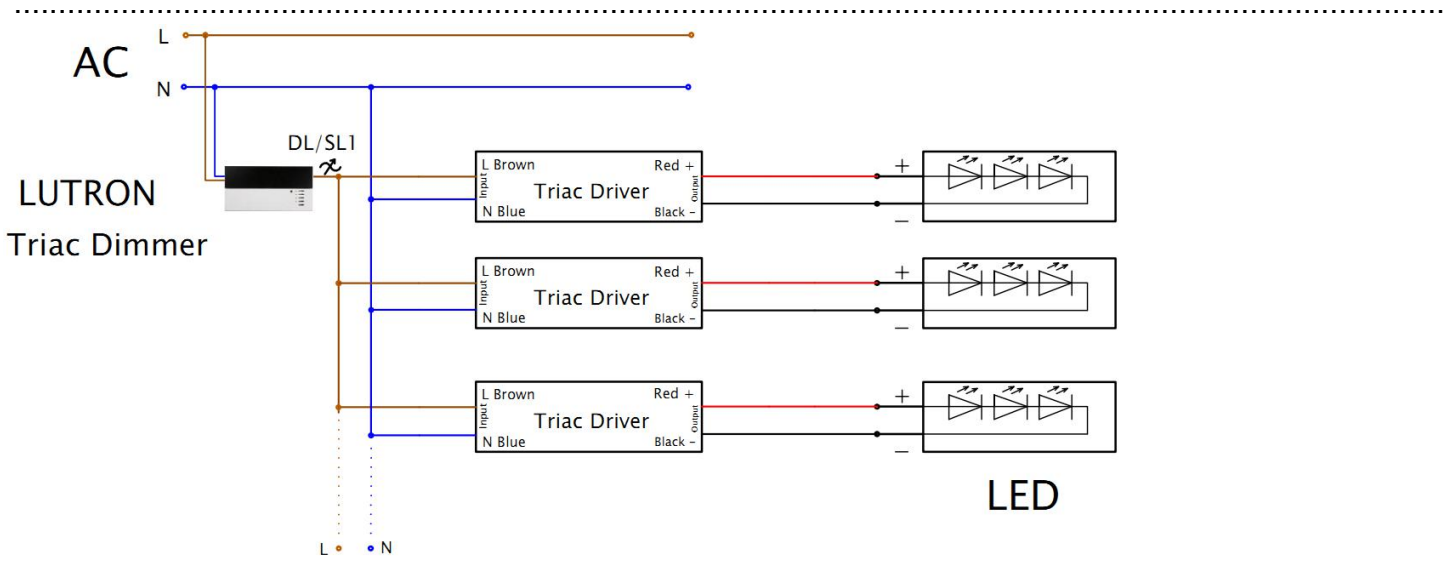 L
AC
N
DL/SL1
LUTRON
Triac Dimmer
L Brown
Red +
Input
Triac Driver
Output
N Blue
Black -
+
-
L Brown
Red +
Input
Triac Driver
Output
N Blue
Black -
+
-
L Brown
Red +
Input
Triac Driver
Output
N Blue
Black -
+
-
LED
L
N